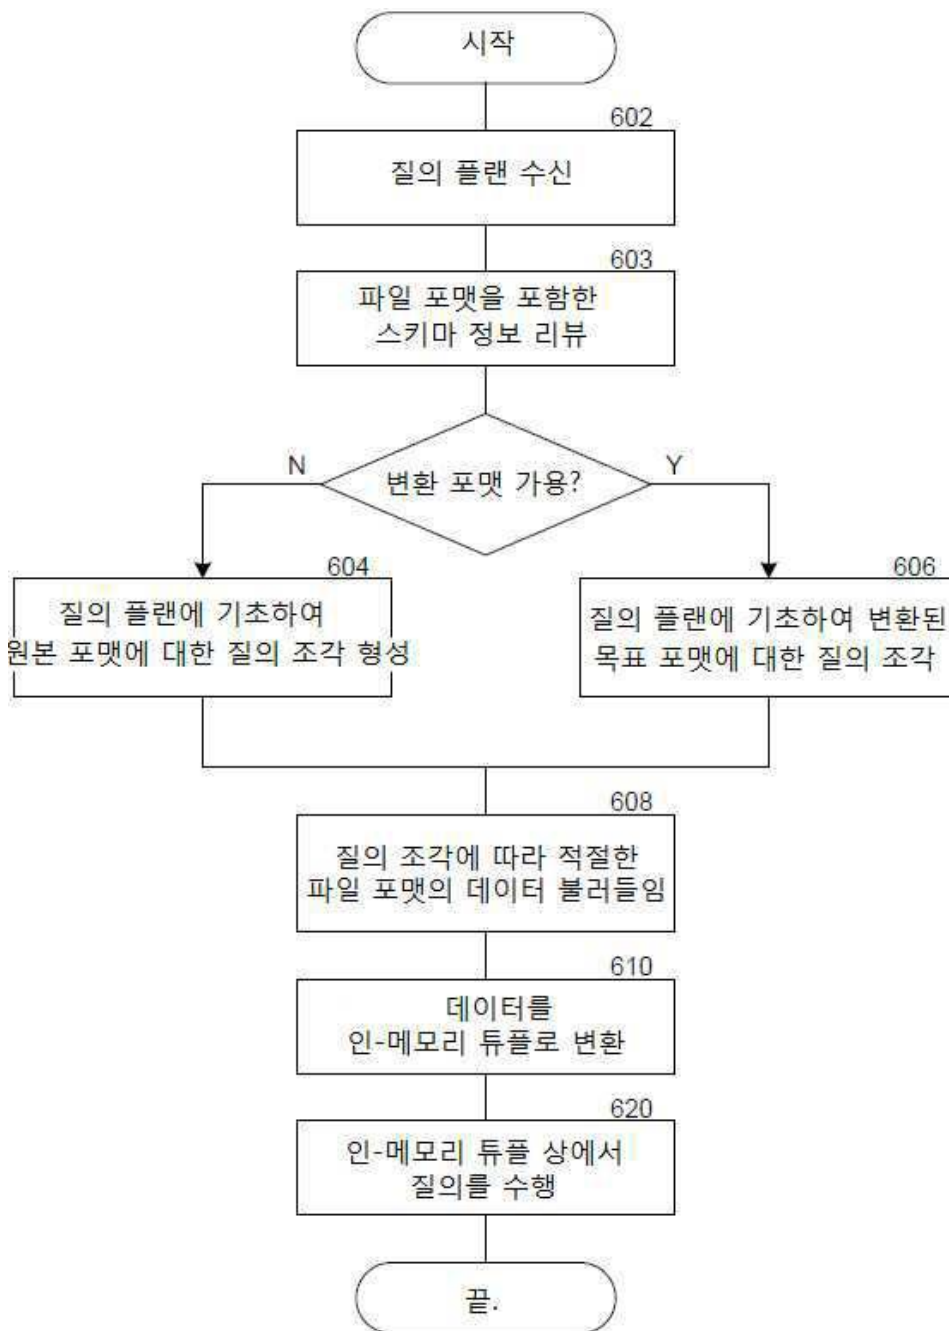 시작
602
질의 플랜 수신
603
파일 포맷을 포함한
스키마 정보 리뷰
N
변환 포맷 가용?
Y
604
질의 플랜에 기초하여
원본 포맷에 대한 질의 조각 형성
606
질의 플랜에 기초하여 변환된
목표 포맷에 대한 질의 조각
608
질의 조각에 따라 적절한
파일 포맷의 데이터 불러들임
610
데이터를
인-메모리 튜플로 변환
620
인-메모리 튜플 상에서
질의를 수행
끝.